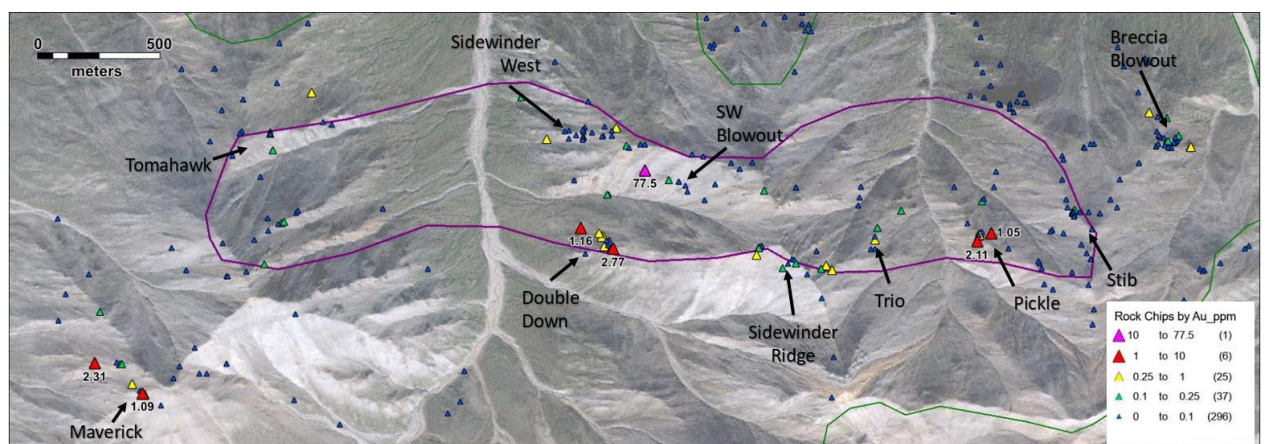 0 500
meters
Sidewinder
West
SW
Blowout
Breccia
Blowout
Tomahawk
77.5
1.16
2.77
1.05
2.11
Double
Down
Sidewinder
Ridge
Trio
Pickle
Stib
2.31
1.09
Maverick
Rock Chips by Au_ppm
10 to 77.5 (1)
1 to 10 (6)
0.25 to 1 (25)
0.1 to 0.25 (37)
0 to 0.1 (296)